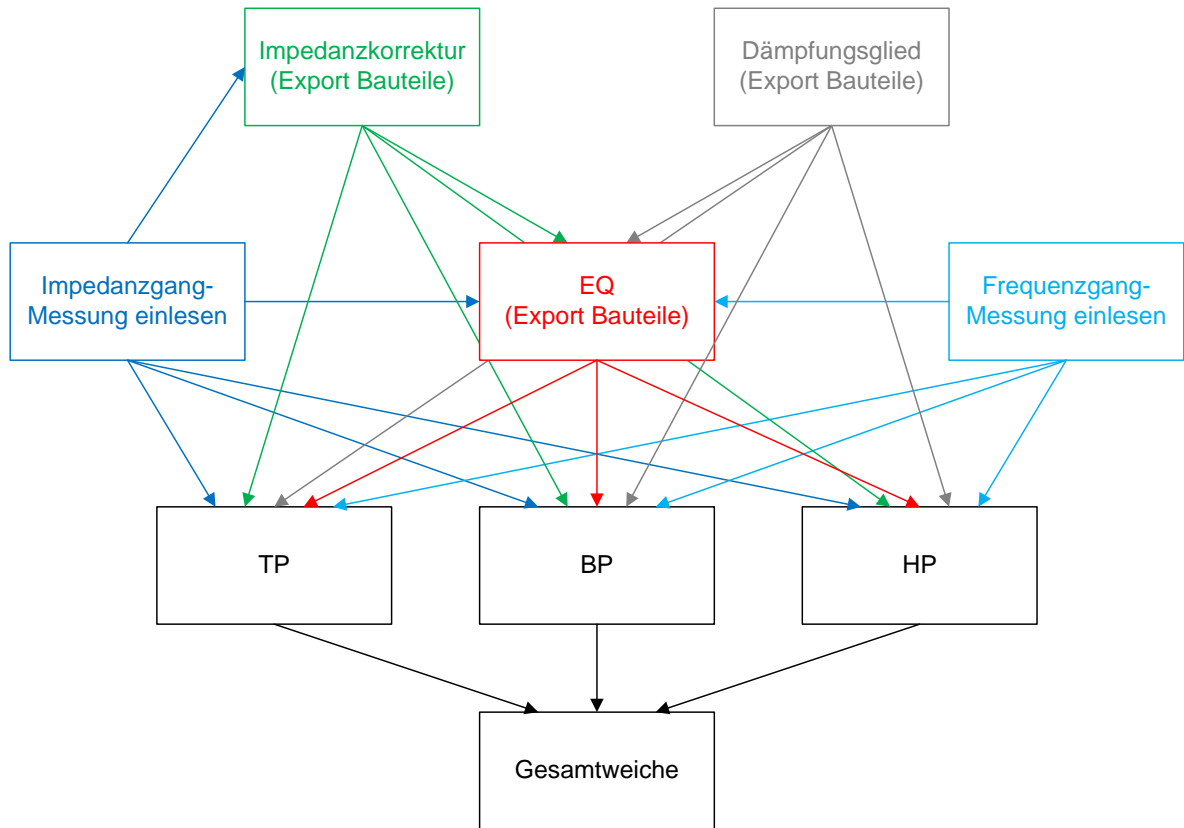 Impedanzkorrektur
(Export Bauteile)
Dämpfungsglied
(Export Bauteile)
Impedanzgang-
Messung einlesen
EQ
(Export Bauteile)
Frequenzgang-
Messung einlesen
TP
BP
HP
Gesamtweiche